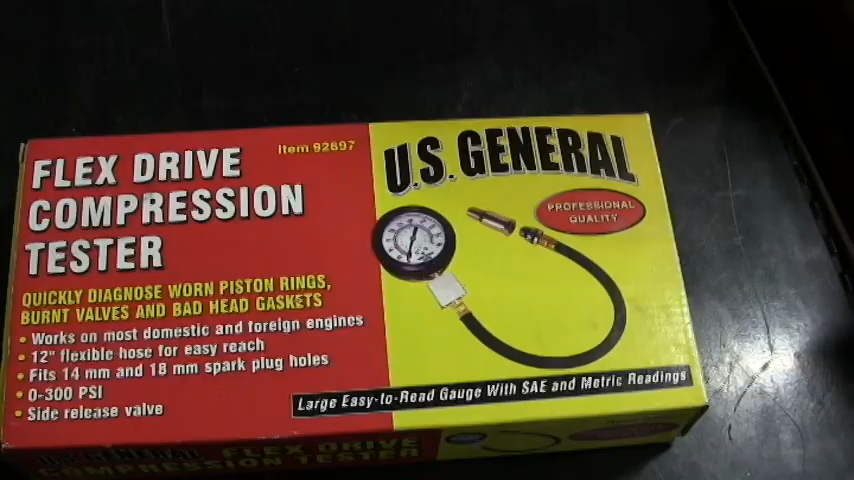 FLEX DRIVE
COMPRESSION
TESTER
Item 92697
QUICKLY DIAGNOSE WORN PISTON RINGS,
BURNT VALVES AND BAD HEAD GASKETS
• Works on most domestic and foreign engines
• 12" flexible hose for easy reach
• Fits 14 mm and 18 mm spark plug holes
• 0-300 PSI
• Side release valve
U.S. GENERAL
PROFESSIONAL
QUALITY
Large Easy-to-Read Gauge With SAE and Metric Readings
U.S. GENERAL FLEX DRIVE
COMPRESSION TESTER